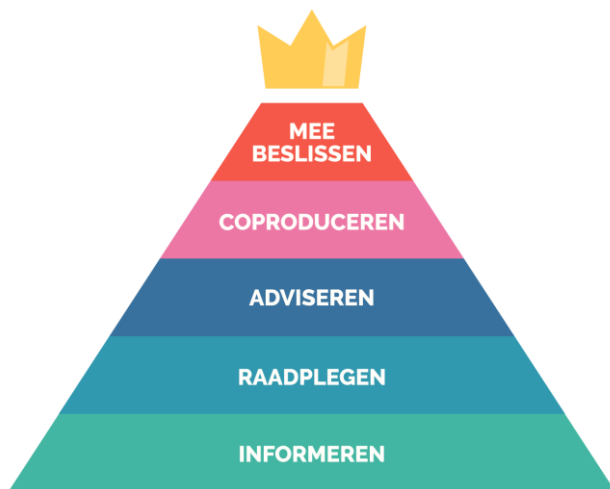 MEE
BESLISSEN
COPRODUCEREN
ADVISEREN
RAADPLEGEN
INFORMEREN